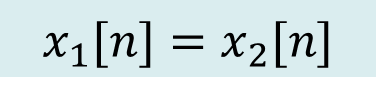 x₁[n] = x₂[n]